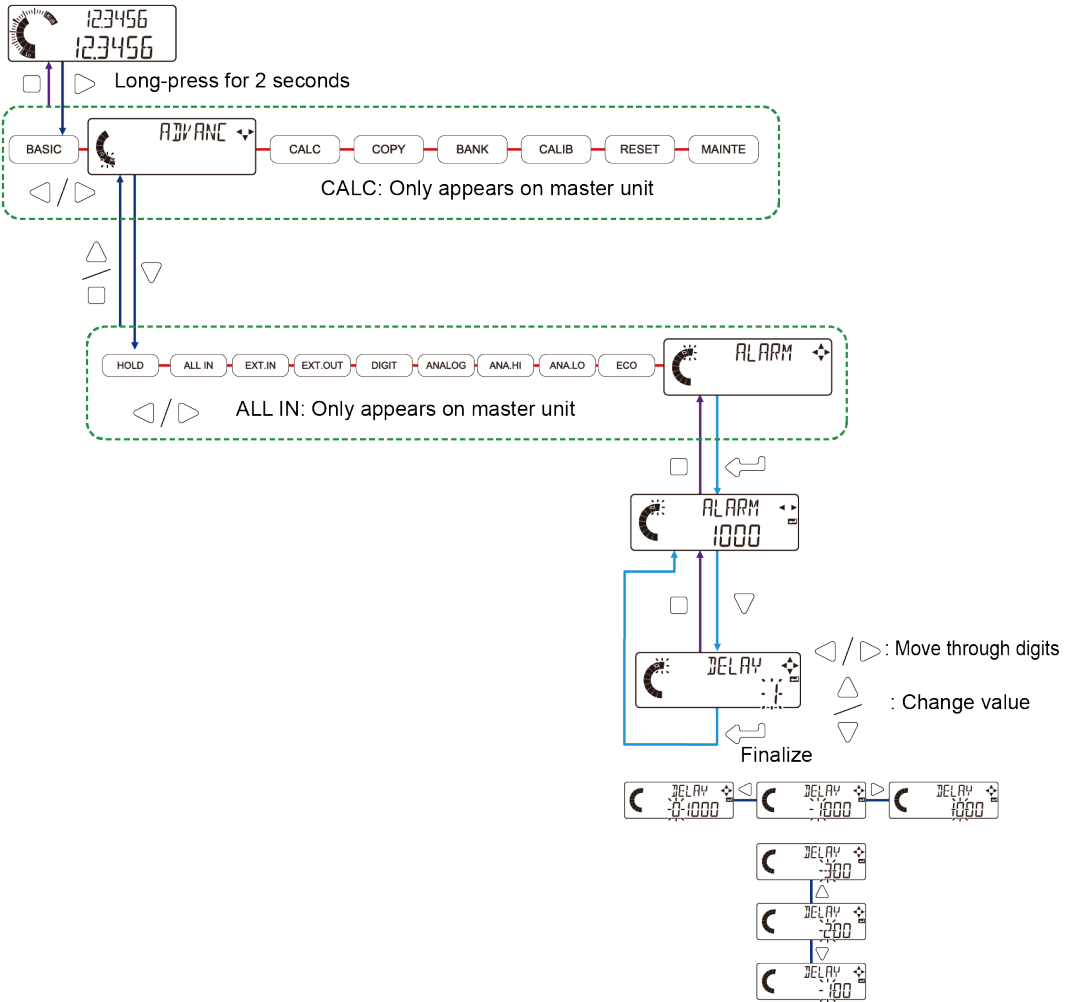 12.3456
12.3456
Long-press for 2 seconds
BASIC ADVANC CALC COPY BANK CALIB RESET MAINTE
CALC: Only appears on master unit
HOLD ALL IN EXT.IN EXT.OUT DIGIT ANALOG ANA.HI ANA.LO ECO ALARM
ALL IN: Only appears on master unit
ALARM
1000
DELAY
1
: Move through digits
: Change value
Finalize
DELAY DELAY DELAY
0-1000 1000 1000
DELAY
300
DELAY
200
DELAY
100